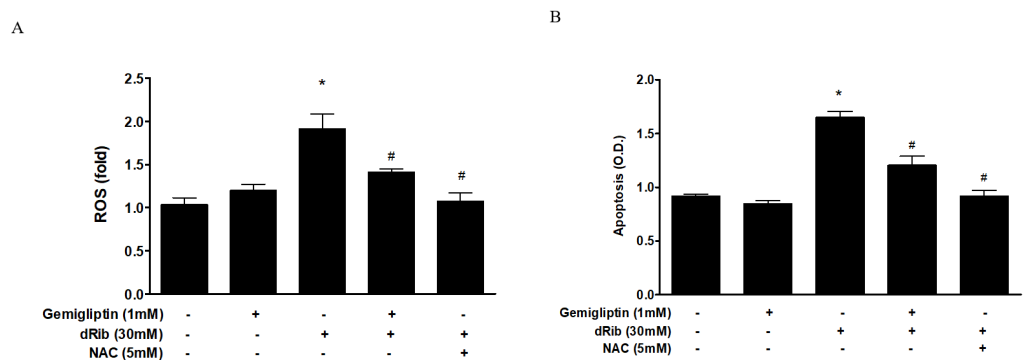 A
B
2.5
2.0
1.5
1.0
0.5
0.0
ROS (fold)
*
#
#
Gemigliptin (1mM) - + - + -
dRib (30mM) - - + + +
NAC (5mM) - - - - +
2.0
1.5
1.0
0.5
0.0
Apoptosis (O.D.)
*
#
#
Gemigliptin (1mM) - + - + -
dRib (30mM) - - + + +
NAC (5mM) - - - - +